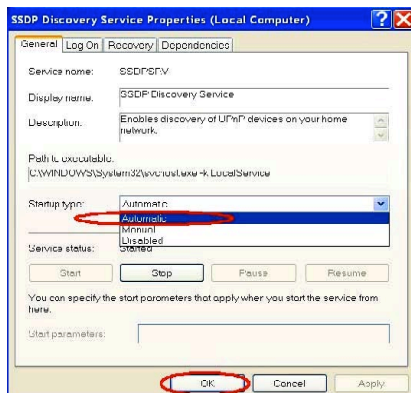 SSDP Discovery Service Properties (Local Computer)
General Log On Recovery Dependencies
Service name: SSDPSRV
Display name: SSDP Discovery Service
Description: Enables discovery of UPnP devices on your home
network.
Path to executable:
C:\WINDOWS\System32\svchost.exe -k LocalService
Startup type: Automatic
Automatic
Manual
Disabled
Service status: Started
Start Stop Pause Resume
You can specify the start parameters that apply when you start the service from
here.
Start parameters:
OK Cancel Apply